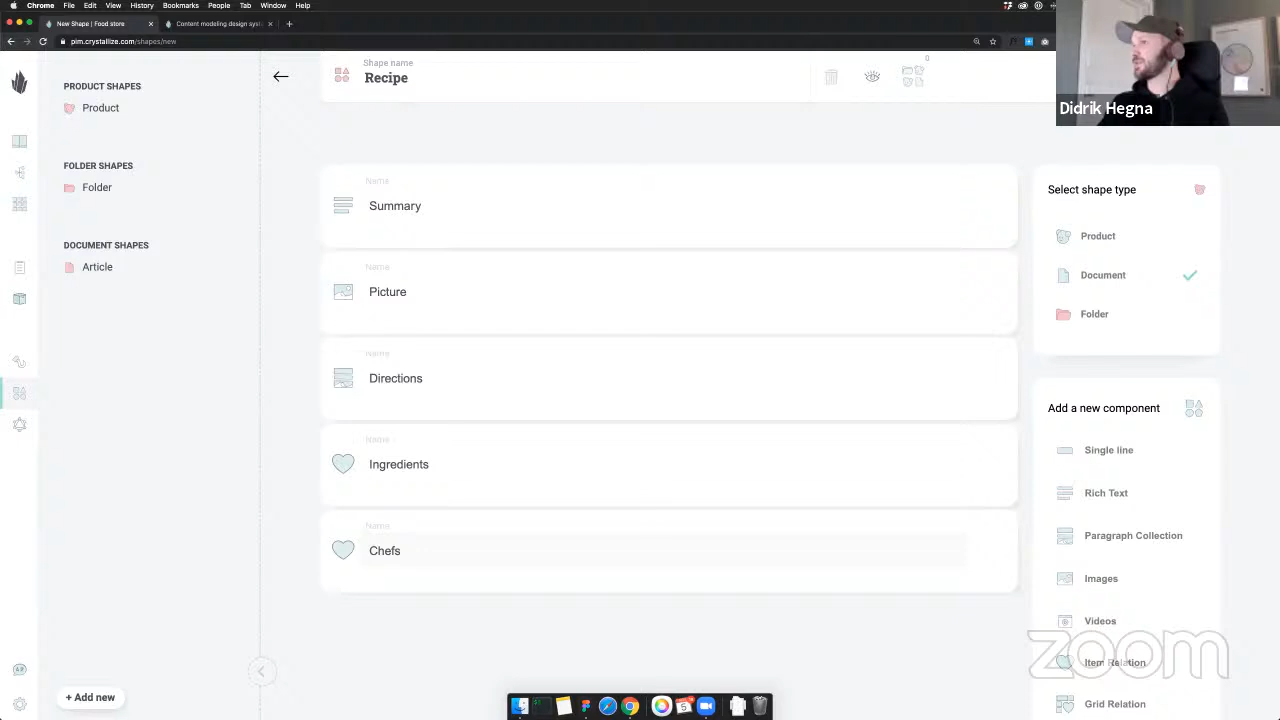 Chrome File Edit View History Bookmarks People Tab Window Help
New Shape | Food store
Content modeling design sys
pim.crystallize.com/shapes/new
Didrik Hegna
PRODUCT SHAPES
Product
FOLDER SHAPES
Folder
DOCUMENT SHAPES
Article
+ Add new
Shape name
Recipe
0
Name
Summary
Name
Picture
Name
Directions
Name
Ingredients
Name
Chefs
Select shape type
Product
Document
Folder
Add a new component
Single line
Rich Text
Paragraph Collection
Images
Videos
Item Relation
Grid Relation
zoom